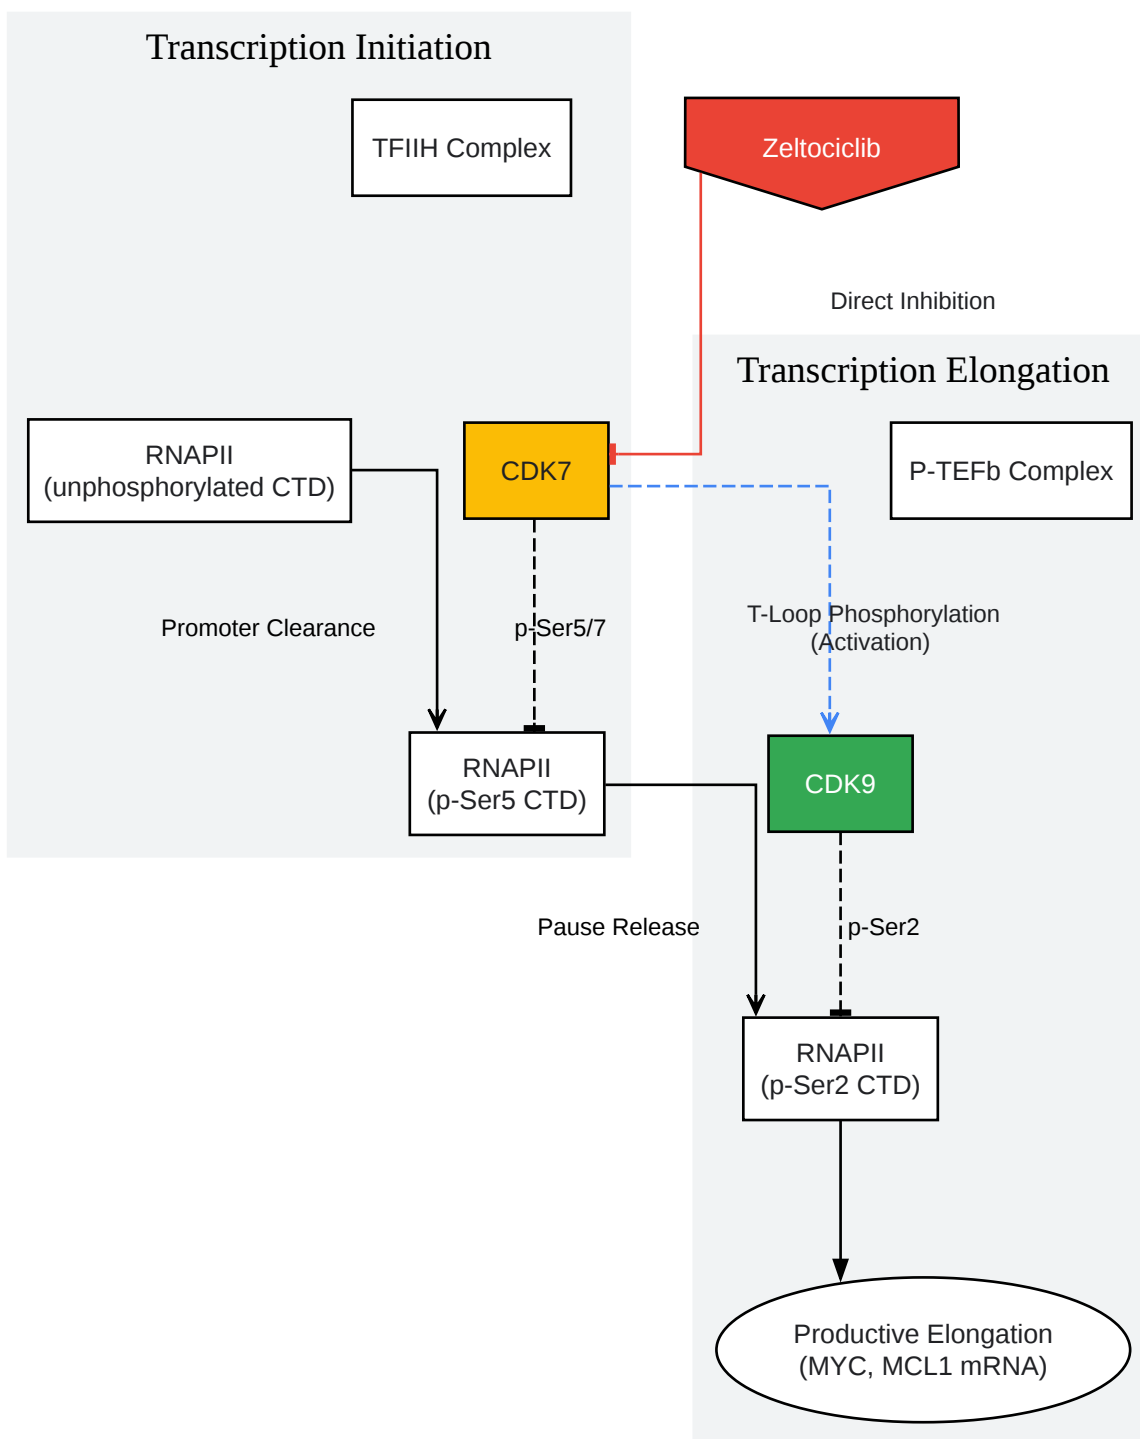 Transcription Initiation
TFIIH Complex
Zeltociclib
Direct Inhibition
Transcription Elongation
RNAPII
(unphosphorylated CTD)
CDK7
P-TEFb Complex
Promoter Clearance
p-Ser5/7
T-Loop Phosphorylation
(Activation)
RNAPII
(p-Ser5 CTD)
CDK9
Pause Release
p-Ser2
RNAPII
(p-Ser2 CTD)
Productive Elongation
(MYC, MCL1 mRNA)